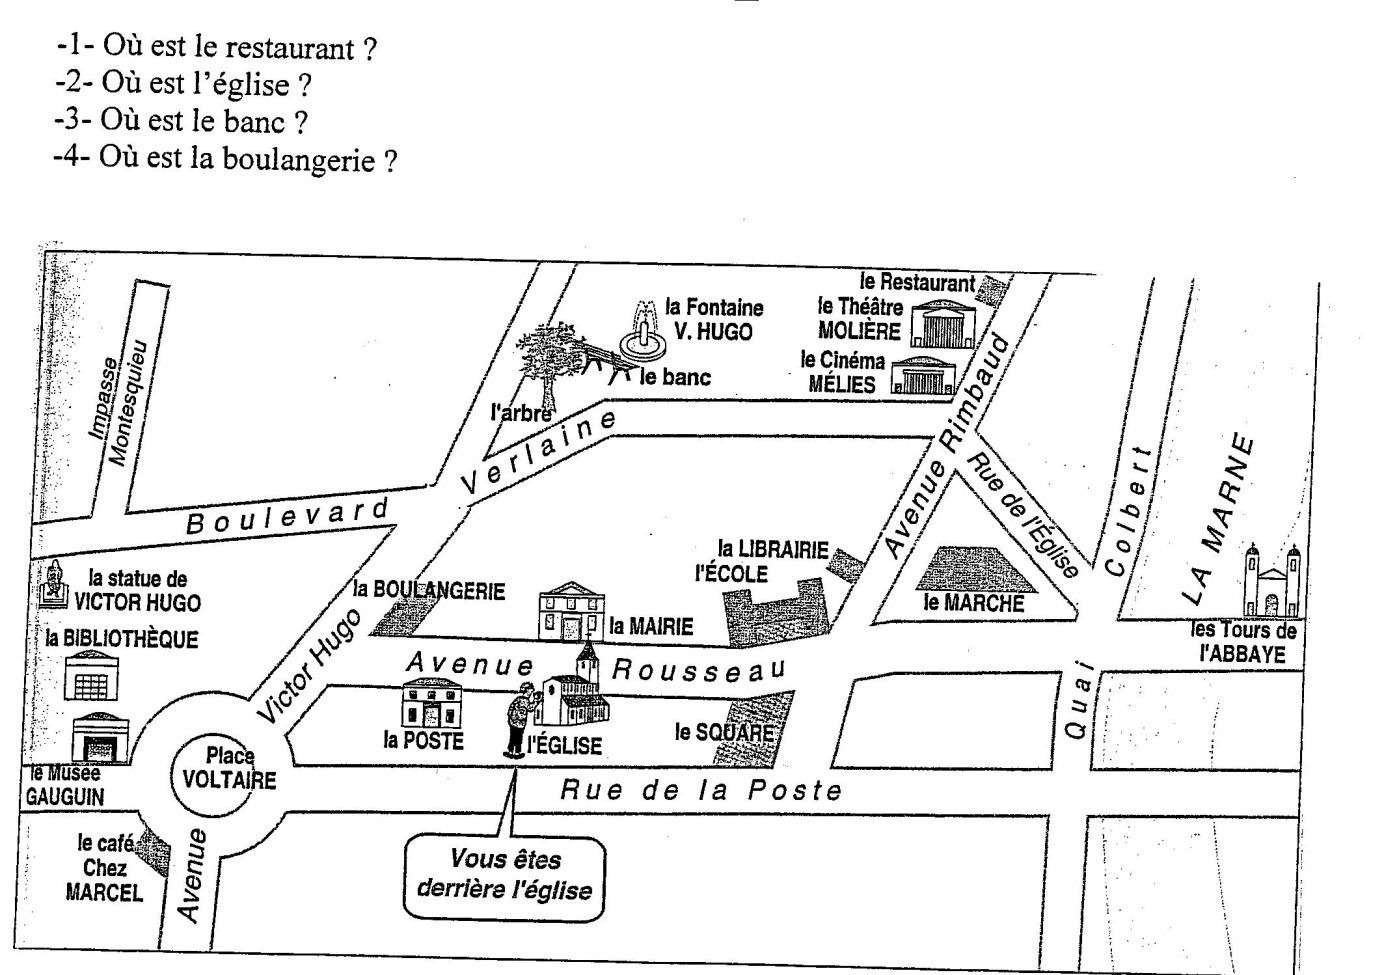 -1- Où est le restaurant ?
-2- Où est l'église ?
-3- Où est le banc ?
-4- Où est la boulangerie ?
le Restaurant
la Fontaine
V. HUGO
le Théâtre
MOLIÈRE
le Cinéma
MÉLIES
le banc
l'arbre
Impasse
Montesquieu
Boulevard
Verlaine
Avenue Rimbaud
Rue de l'Église
Colbert
LA MARNE
la statue de
VICTOR HUGO
la BOULANGERIE
la LIBRAIRIE
l'ÉCOLE
le MARCHE
la BIBLIOTHÈQUE
la MAIRIE
les Tours de
l'ABBAYE
Victor Hugo
Avenue Rousseau
Quai
la POSTE
l'ÉGLISE
le SQUARE
Place
VOLTAIRE
le Musée
GAUGUIN
Rue de la Poste
le café
Chez
MARCEL
Avenue
Vous êtes
derrière l'église